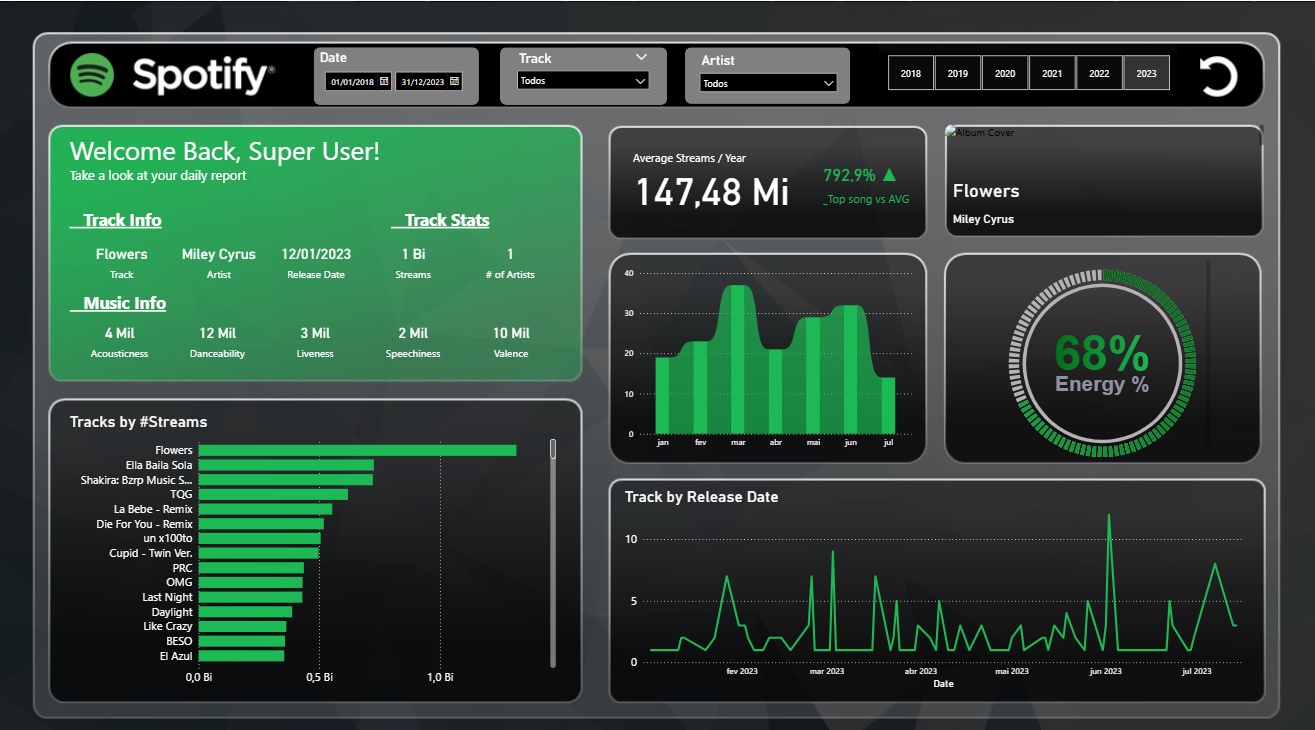 Spotify®
Date
01/01/2018 31/12/2023
Track
Todos
Artist
Todos
2018 2019 2020 2021 2022 2023
Welcome Back, Super User!
Take a look at your daily report
Track Info
Track Stats
Flowers Miley Cyrus 12/01/2023 1 Bi 1
Track Artist Release Date Streams # of Artists
Music Info
4 Mil 12 Mil 3 Mil 2 Mil 10 Mil
Acousticness Danceability Liveness Speechiness Valence
Average Streams / Year
147,48 Mi
792,9% ▲
_Top song vs AVG
Album Cover
Flowers
Miley Cyrus
40
30
20
10
0
jan fev mar abr mai jun jul
68%
Energy %
Tracks by #Streams
Flowers
Ella Baila Sola
Shakira: Bzrp Music S...
TQG
La Bebe - Remix
Die For You - Remix
un x100to
Cupid - Twin Ver.
PRC
OMG
Last Night
Daylight
Like Crazy
BESO
El Azul
0,0 Bi 0,5 Bi 1,0 Bi
Track by Release Date
10
5
0
fev 2023 mar 2023 abr 2023 mai 2023 jun 2023 jul 2023
Date